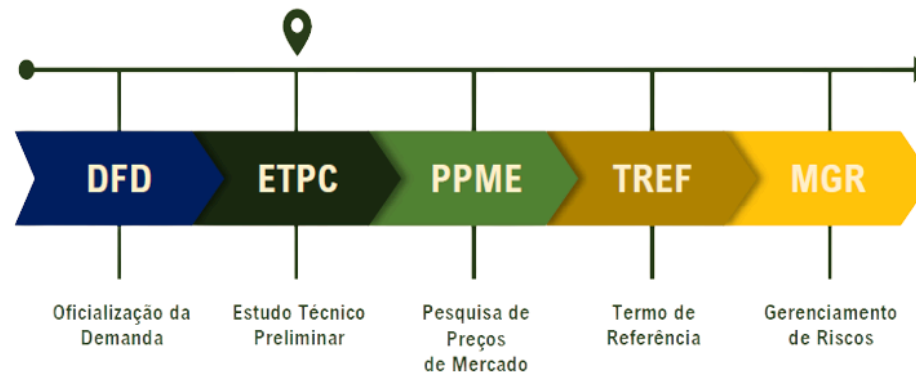 DFD
ETPC
PPME
TREF
MGR
Oficialização da
Demanda
Estudo Técnico
Preliminar
Pesquisa de
Preços
de Mercado
Termo de
Referência
Gerenciamento
de Riscos